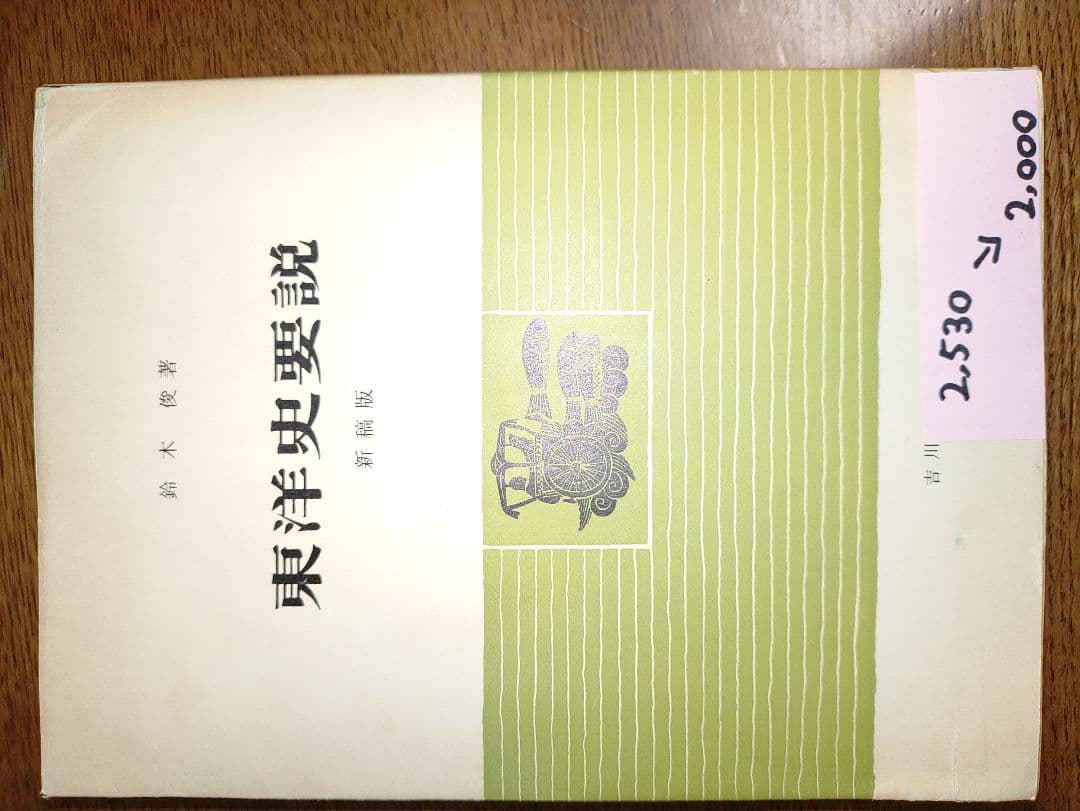 鈴木 俊著
東洋史要説
新稿版
吉川
2,530 → 2,000